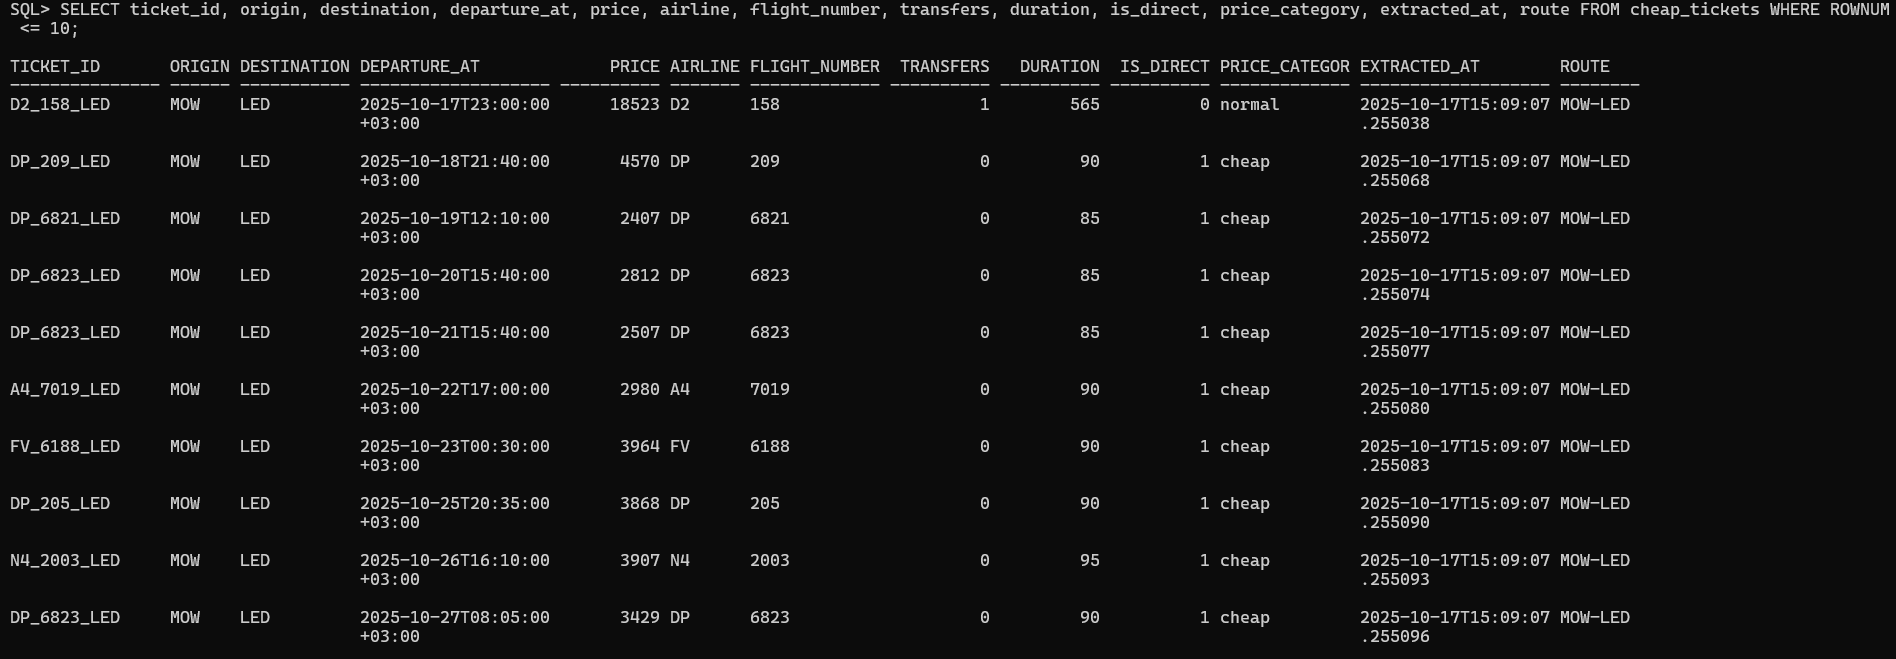 SQL> SELECT ticket_id, origin, destination, departure_at, price, airline, flight_number, transfers, duration, is_direct, price_category, extracted_at, route FROM cheap_tickets WHERE ROWNUM
 <= 10;

TICKET_ID       ORIGIN DESTINATION DEPARTURE_AT             PRICE AIRLINE FLIGHT_NUMBER  TRANSFERS   DURATION  IS_DIRECT PRICE_CATEGOR EXTRACTED_AT        ROUTE
--------------- ------ ----------- ------------------- ---------- ------- ------------- ---------- ---------- ---------- ------------- ------------------- --------
D2_158_LED      MOW    LED         2025-10-17T23:00:00      18523 D2      158                    1        565          0 normal        2025-10-17T15:09:07 MOW-LED
                                   +03:00                                                                                              .255038

DP_209_LED      MOW    LED         2025-10-18T21:40:00       4570 DP      209                    0         90          1 cheap         2025-10-17T15:09:07 MOW-LED
                                   +03:00                                                                                              .255068

DP_6821_LED     MOW    LED         2025-10-19T12:10:00       2407 DP      6821                   0         85          1 cheap         2025-10-17T15:09:07 MOW-LED
                                   +03:00                                                                                              .255072

DP_6823_LED     MOW    LED         2025-10-20T15:40:00       2812 DP      6823                   0         85          1 cheap         2025-10-17T15:09:07 MOW-LED
                                   +03:00                                                                                              .255074

DP_6823_LED     MOW    LED         2025-10-21T15:40:00       2507 DP      6823                   0         85          1 cheap         2025-10-17T15:09:07 MOW-LED
                                   +03:00                                                                                              .255077

A4_7019_LED     MOW    LED         2025-10-22T17:00:00       2980 A4      7019                   0         90          1 cheap         2025-10-17T15:09:07 MOW-LED
                                   +03:00                                                                                              .255080

FV_6188_LED     MOW    LED         2025-10-23T00:30:00       3964 FV      6188                   0         90          1 cheap         2025-10-17T15:09:07 MOW-LED
                                   +03:00                                                                                              .255083

DP_205_LED      MOW    LED         2025-10-25T20:35:00       3868 DP      205                    0         90          1 cheap         2025-10-17T15:09:07 MOW-LED
                                   +03:00                                                                                              .255090

N4_2003_LED     MOW    LED         2025-10-26T16:10:00       3907 N4      2003                   0         95          1 cheap         2025-10-17T15:09:07 MOW-LED
                                   +03:00                                                                                              .255093

DP_6823_LED     MOW    LED         2025-10-27T08:05:00       3429 DP      6823                   0         90          1 cheap         2025-10-17T15:09:07 MOW-LED
                                   +03:00                                                                                              .255096